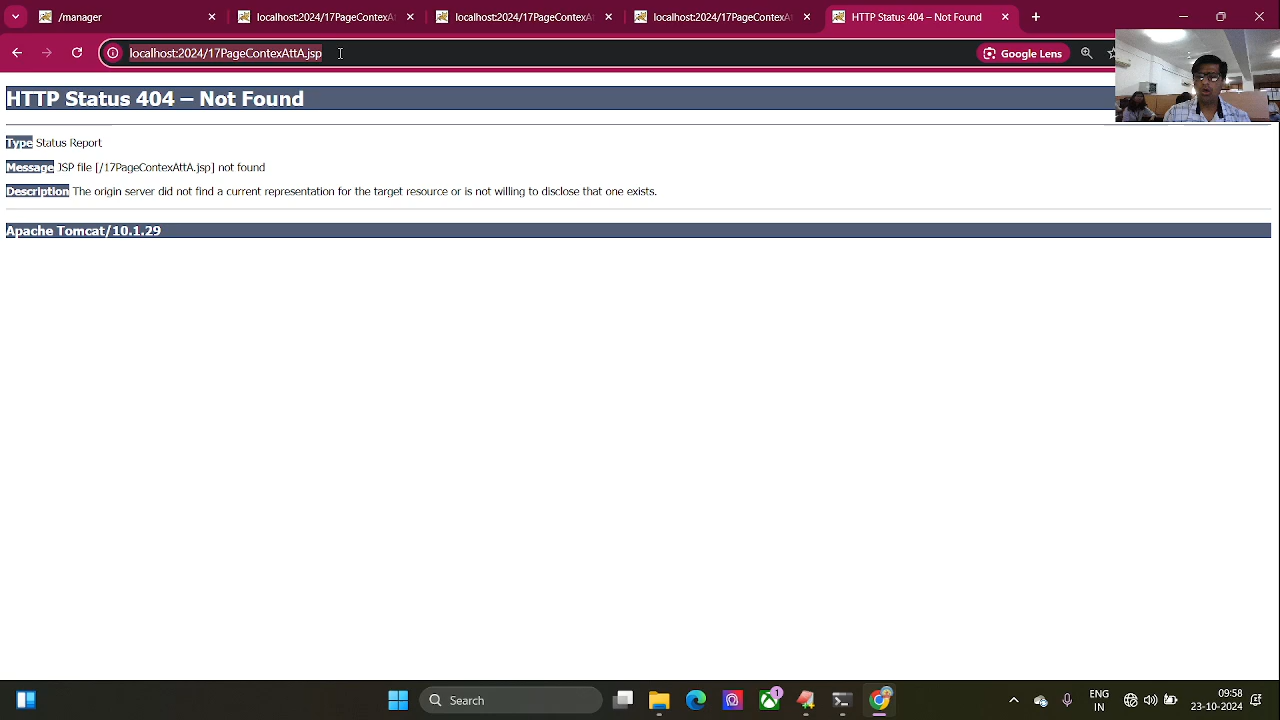 /manager
localhost:2024/17PageContexA
localhost:2024/17PageContexA
localhost:2024/17PageContexA
HTTP Status 404 – Not Found
localhost:2024/17PageContexAttA.jsp
Google Lens
HTTP Status 404 – Not Found
Type Status Report
Message JSP file [/17PageContexAttA.jsp] not found
Description The origin server did not find a current representation for the target resource or is not willing to disclose that one exists.
Apache Tomcat/10.1.29
Search
1
ENG
IN
09:58
23-10-2024